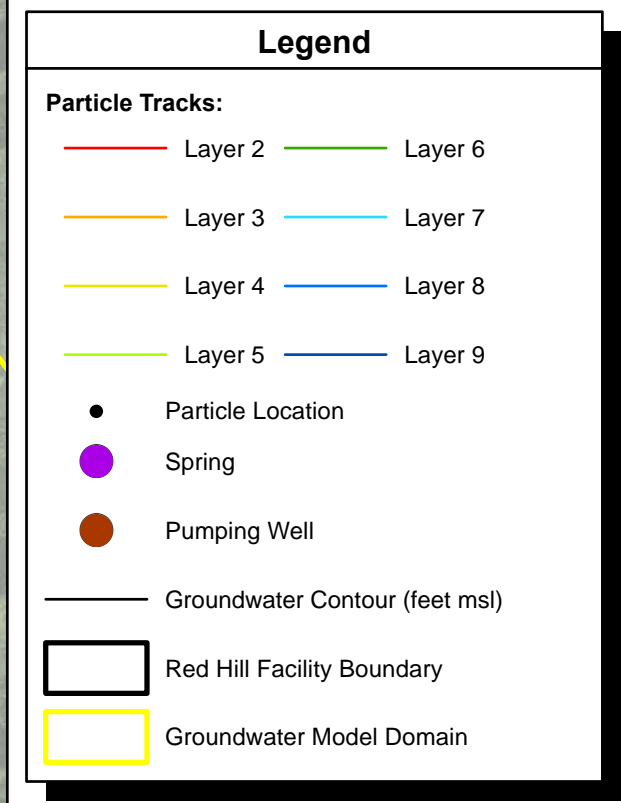 Legend
Particle Tracks:
Layer 2 Layer 6
Layer 3 Layer 7
Layer 4 Layer 8
Layer 5 Layer 9
Particle Location
Spring
Pumping Well
Groundwater Contour (feet msl)
Red Hill Facility Boundary
Groundwater Model Domain